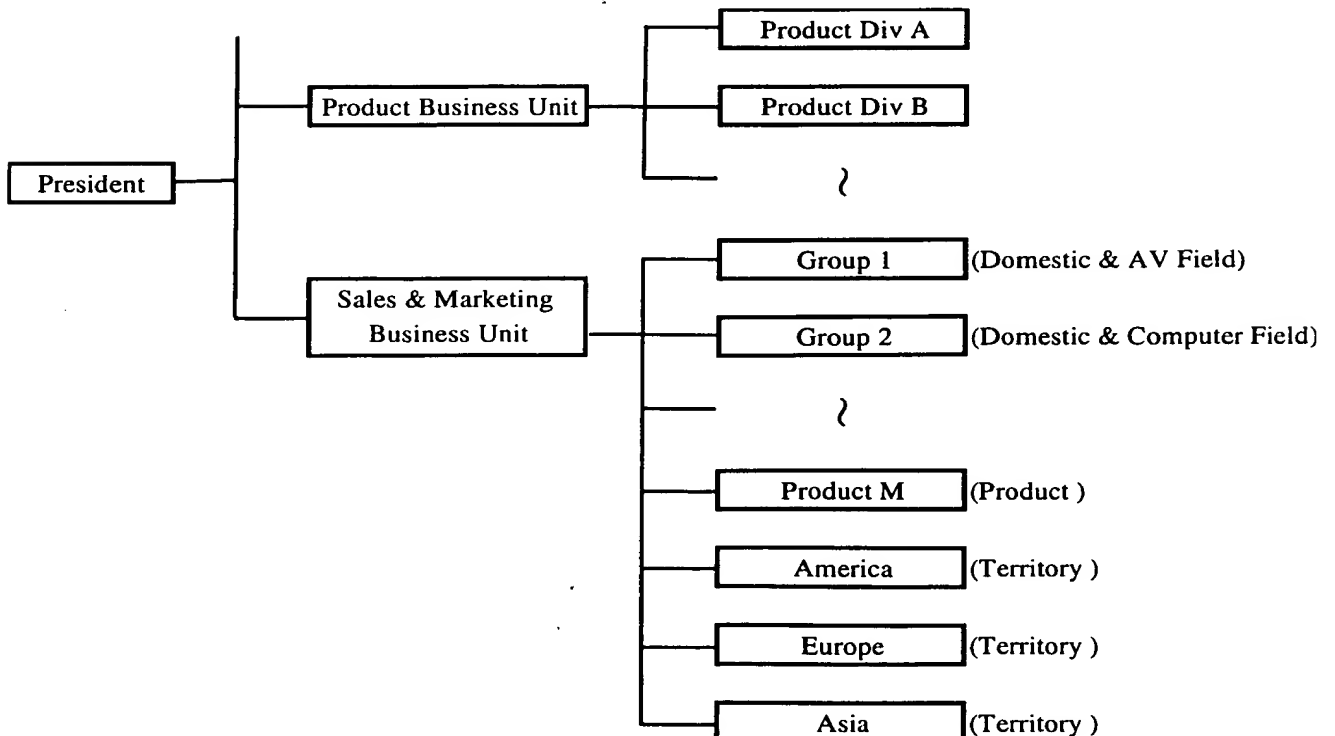 Product Div A
Product Business Unit
Product Div B
President
Group 1 (Domestic & AV Field)
Sales & Marketing
Business Unit
Group 2 (Domestic & Computer Field)
Product M (Product )
America (Territory )
Europe (Territory )
Asia (Territory )